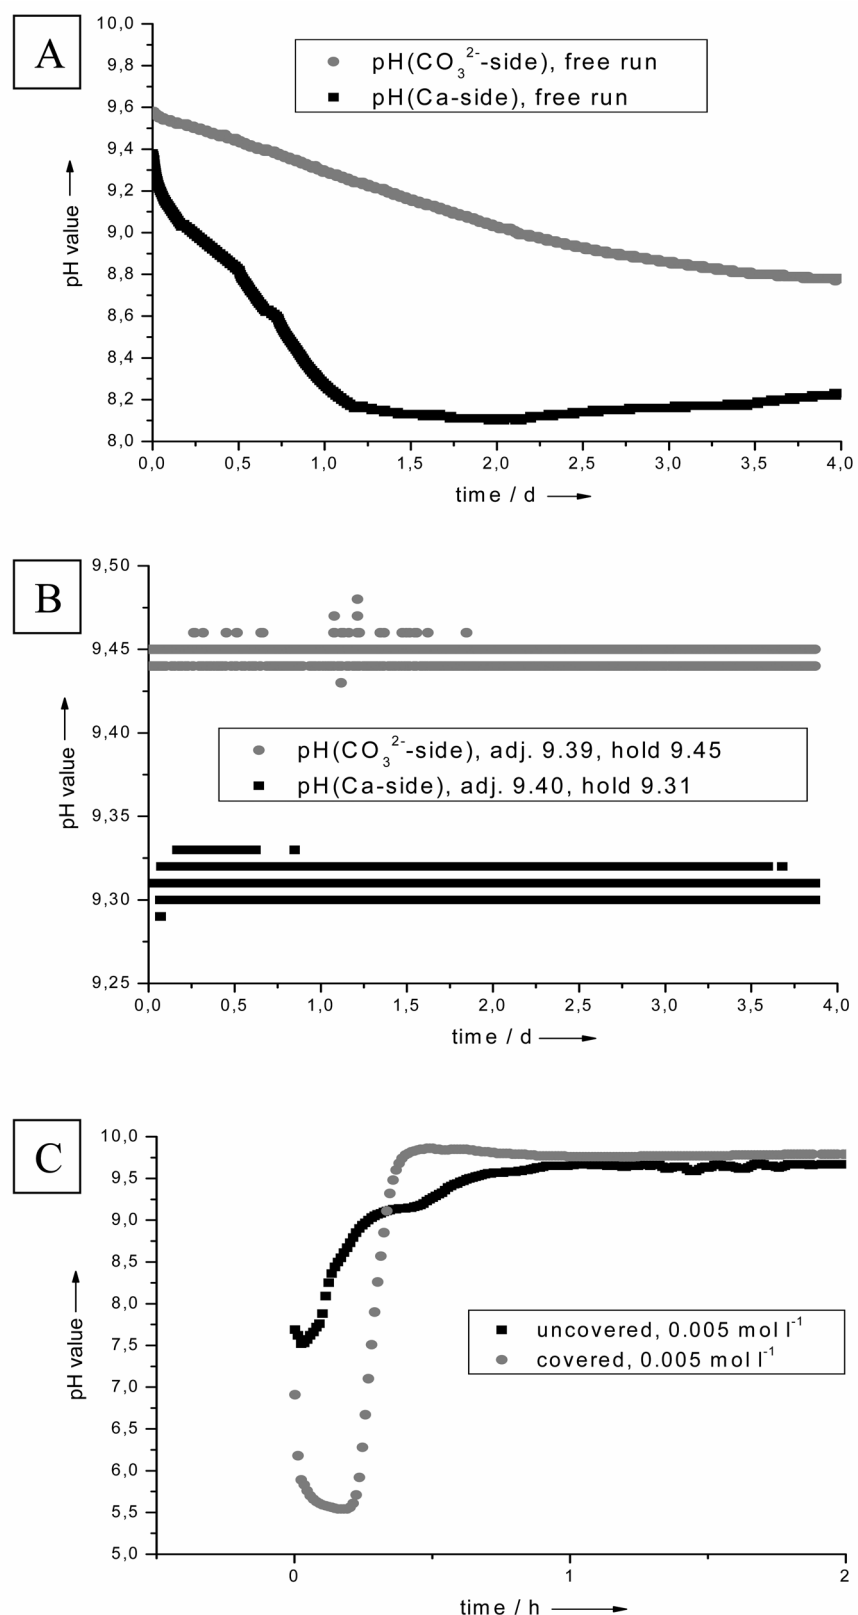 A
10,0
9,8
9,6
9,4
9,2
9,0
8,8
8,6
8,4
8,2
8,0
pH value
pH(CO₃²⁻-side), free run
pH(Ca-side), free run
0,0 0,5 1,0 1,5 2,0 2,5 3,0 3,5 4,0
time / d
B
9,50
9,45
9,40
9,35
9,30
9,25
pH value
pH(CO₃²⁻-side), adj. 9.39, hold 9.45
pH(Ca-side), adj. 9.40, hold 9.31
0,0 0,5 1,0 1,5 2,0 2,5 3,0 3,5 4,0
time / d
C
10,0
9,5
9,0
8,5
8,0
7,5
7,0
6,5
6,0
5,5
5,0
pH value
uncovered, 0.005 mol l⁻¹
covered, 0.005 mol l⁻¹
0 1 2
time / h